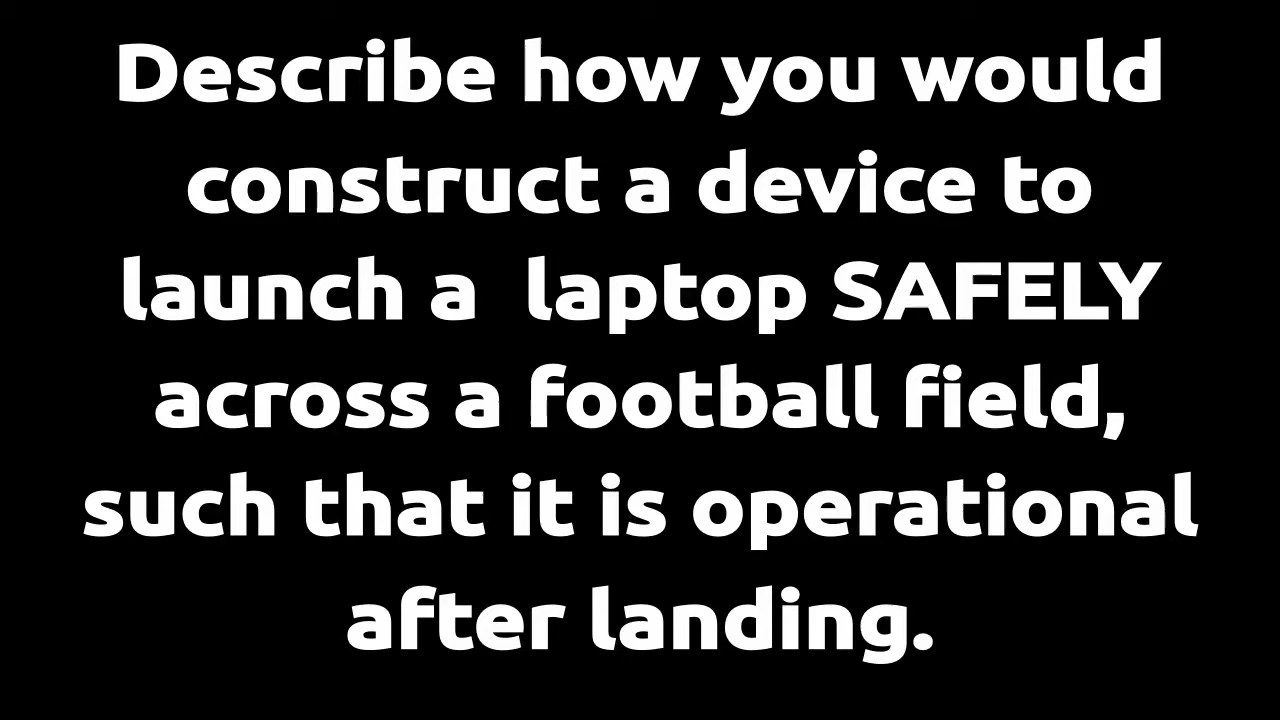 Describe how you would
construct a device to
launch a  laptop SAFELY
across a football field,
such that it is operational
after landing.